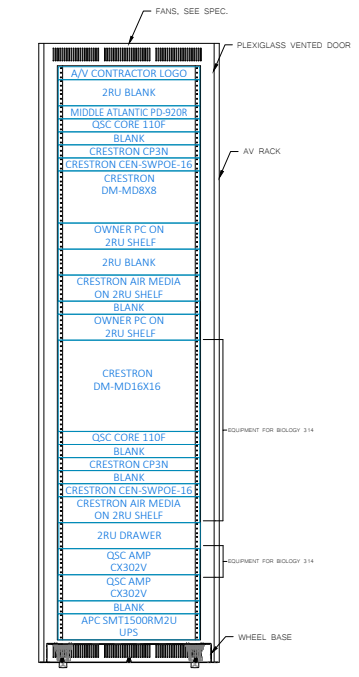 FANS, SEE SPEC.
PLEXIGLASS VENTED DOOR
A/V CONTRACTOR LOGO
2RU BLANK
MIDDLE ATLANTIC PD-920R
QSC CORE 110F
BLANK
CRESTRON CP3N
CRESTRON CEN-SWPOE-16
CRESTRON
DM-MD8X8
AV RACK
OWNER PC ON
2RU SHELF
2RU BLANK
CRESTRON AIR MEDIA
ON 2RU SHELF
BLANK
OWNER PC ON
2RU SHELF
CRESTRON
DM-MD16X16
EQUIPMENT FOR BIOLOGY 314
QSC CORE 110F
BLANK
CRESTRON CP3N
BLANK
CRESTRON CEN-SWPOE-16
CRESTRON AIR MEDIA
ON 2RU SHELF
2RU DRAWER
QSC AMP
CX302V
EQUIPMENT FOR BIOLOGY 314
QSC AMP
CX302V
BLANK
APC SMT1500RM2U
UPS
WHEEL BASE